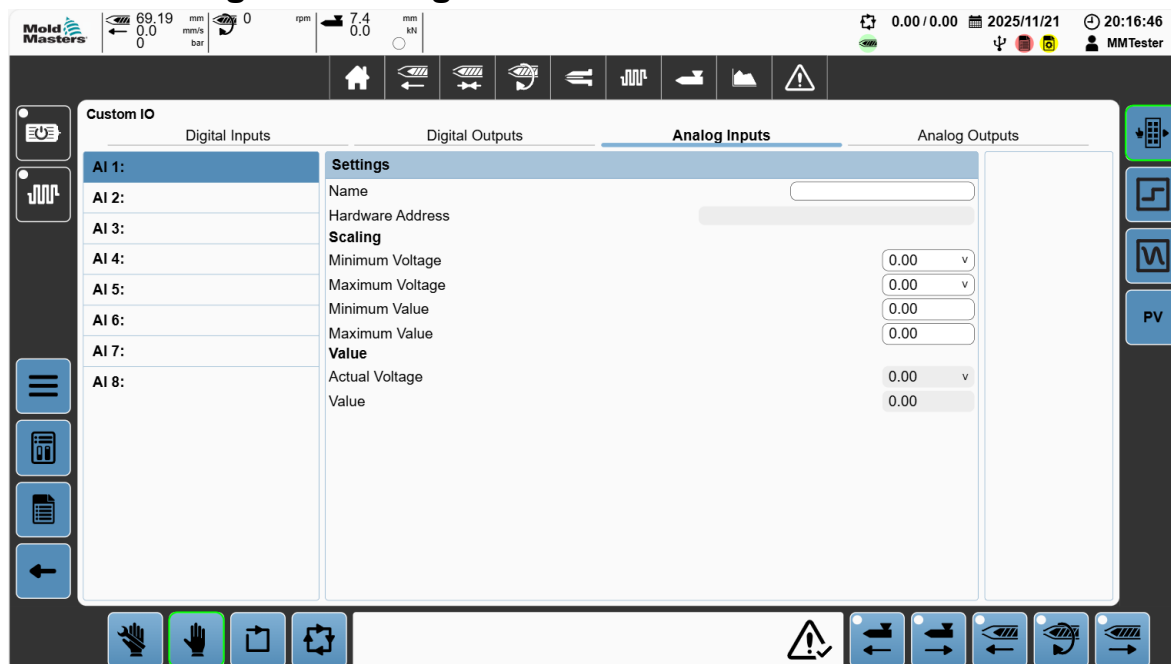 Mold
Masters
69.19 mm
0.0 mm/s
0 bar
0 rpm
7.4 mm
0.0 kN
0.00 / 0.00
2025/11/21
20:16:46
MMTester
Custom IO
Digital Inputs
Digital Outputs
Analog Inputs
Analog Outputs
AI 1:
AI 2:
AI 3:
AI 4:
AI 5:
AI 6:
AI 7:
AI 8:
Settings
Name
Hardware Address
Scaling
Minimum Voltage 0.00 V
Maximum Voltage 0.00 V
Minimum Value 0.00
Maximum Value 0.00
Value
Actual Voltage 0.00 V
Value 0.00
PV